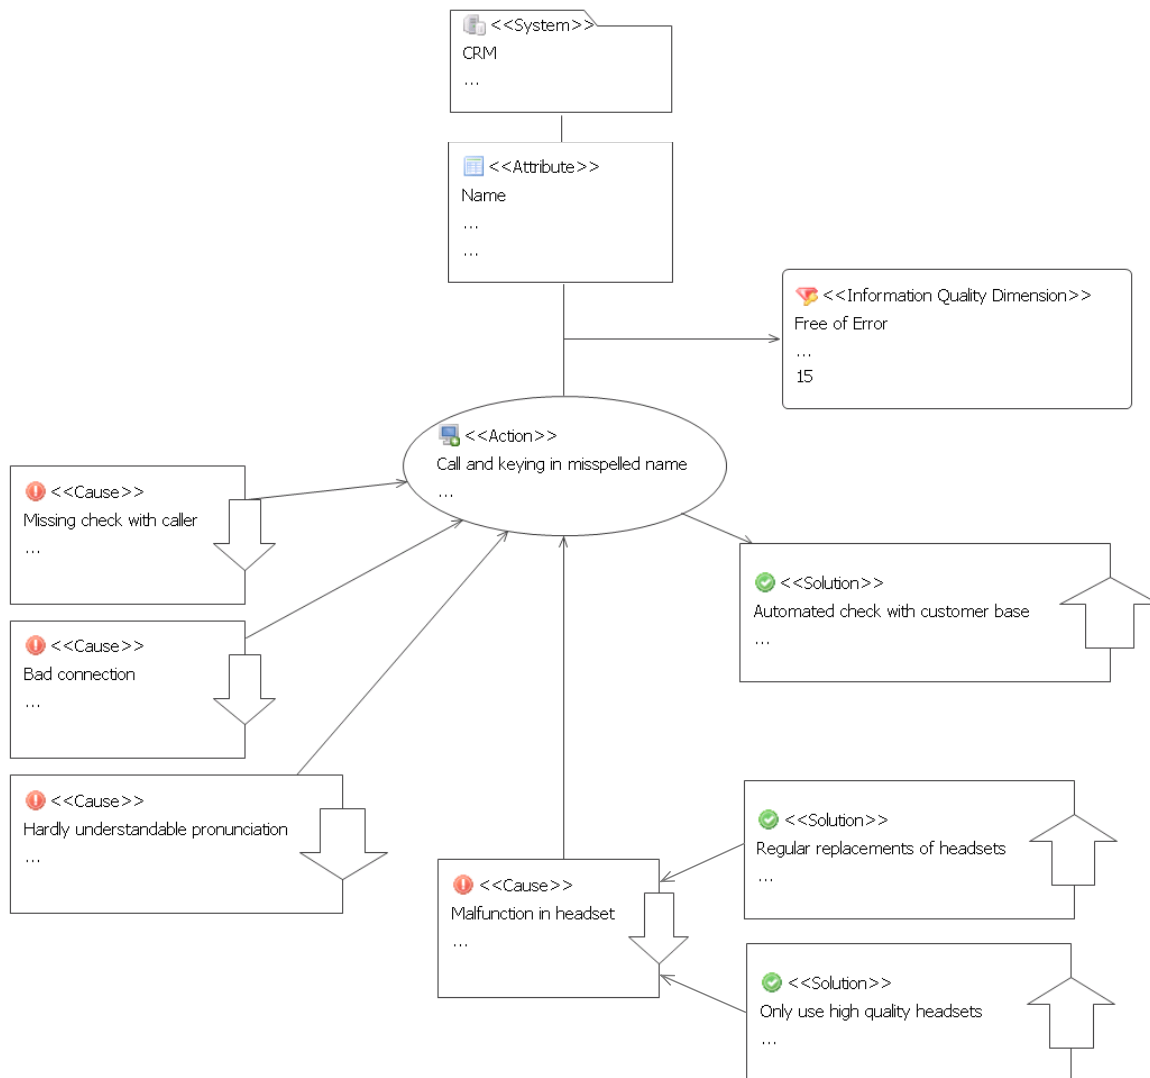 <<System>>
CRM
...
<<Attribute>>
Name
...
...
<<Information Quality Dimension>>
Free of Error
...
15
<<Action>>
Call and keying in misspelled name
...
<<Cause>>
Missing check with caller
...
<<Solution>>
Automated check with customer base
...
<<Cause>>
Bad connection
...
<<Cause>>
Hardly understandable pronunciation
...
<<Solution>>
Regular replacements of headsets
...
<<Cause>>
Malfunction in headset
...
<<Solution>>
Only use high quality headsets
...